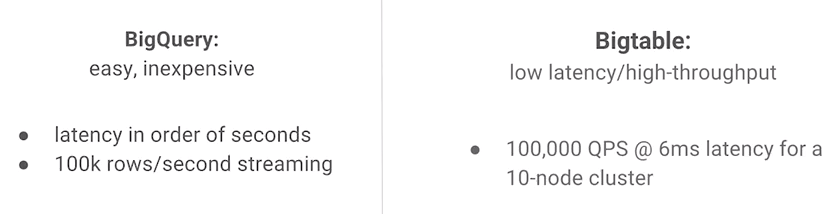 BigQuery:
easy, inexpensive
● latency in order of seconds
● 100k rows/second streaming
Bigtable:
low latency/high-throughput
● 100,000 QPS @ 6ms latency for a
10-node cluster